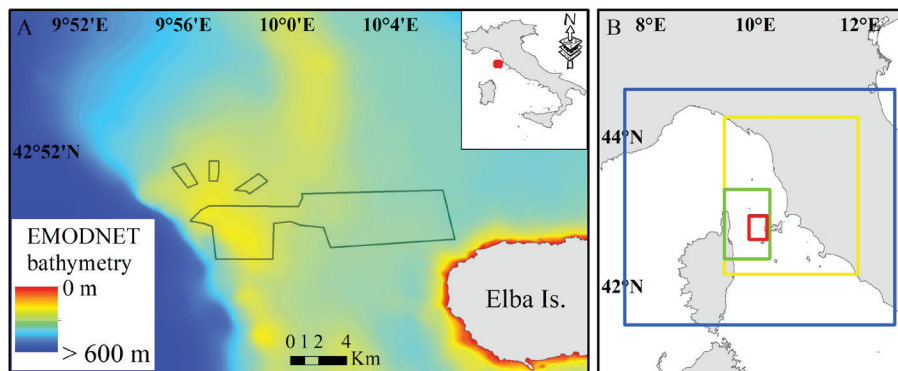 A
9°52'E
9°56'E
10°0'E
10°4'E
N
42°52'N
EMODNET
bathymetry
0 m
> 600 m
0 1 2 4
Km
Elba Is.
B
8°E
10°E
12°E
44°N
42°N